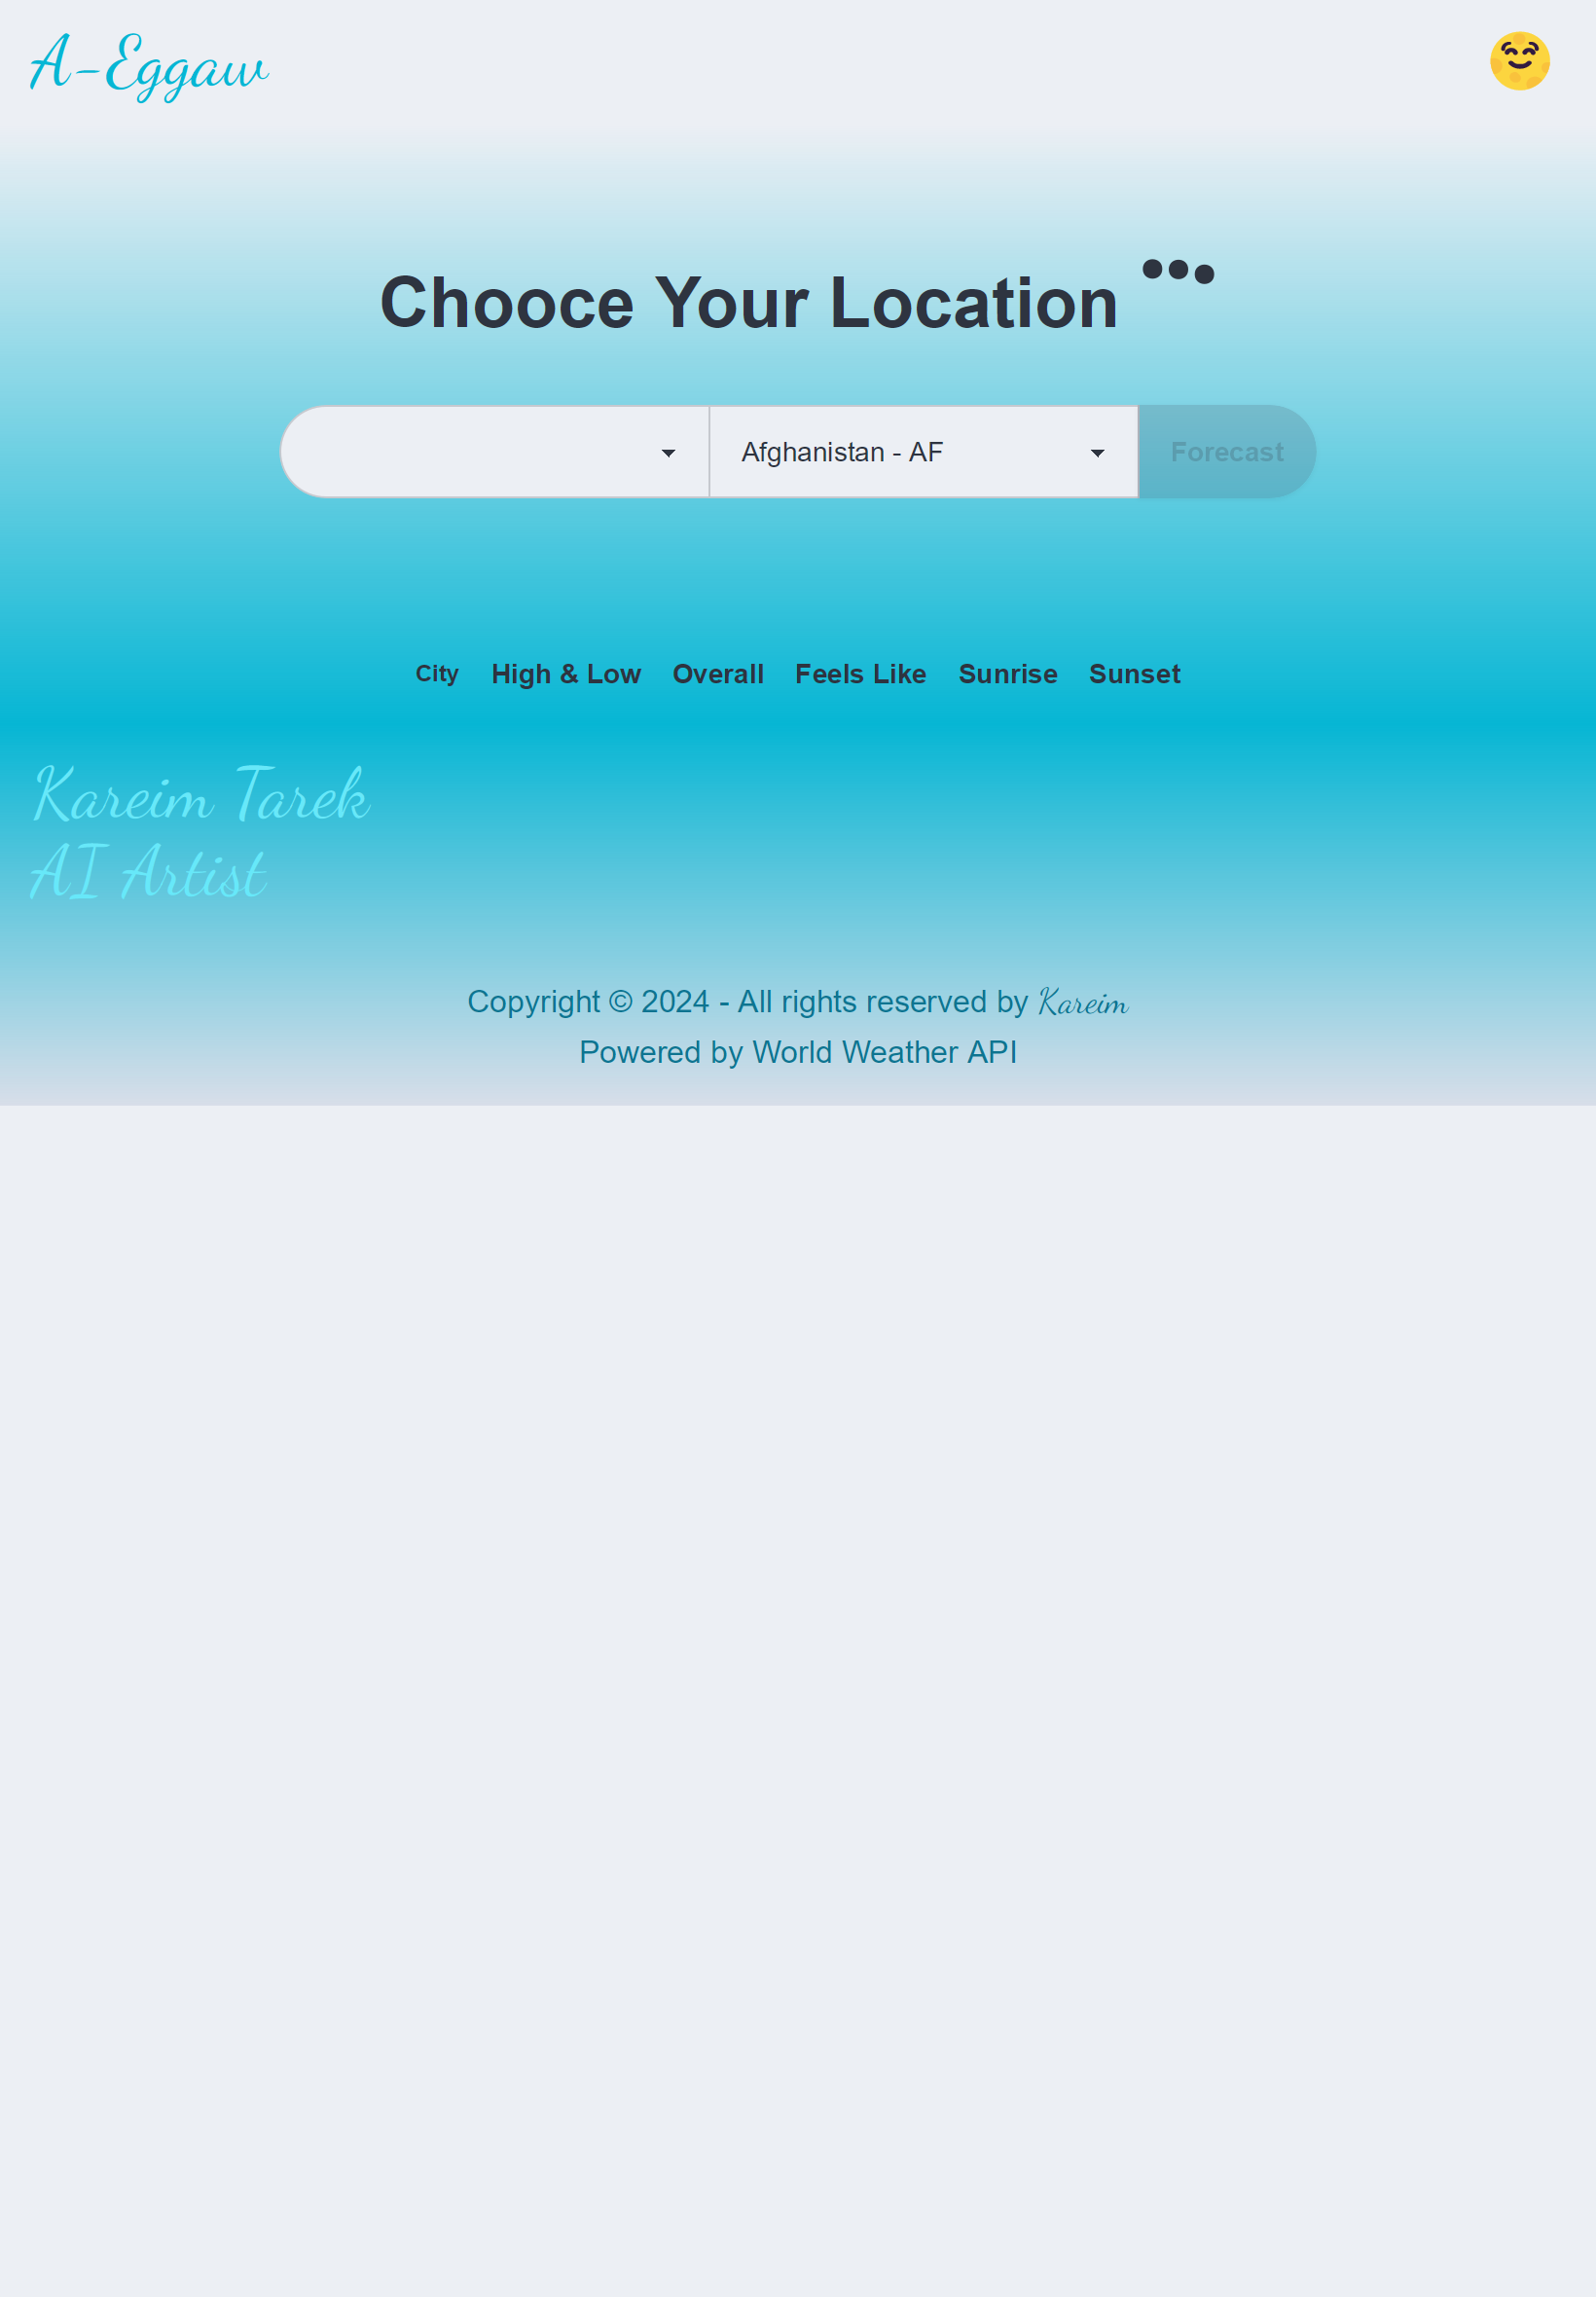 A-Eggaw
Chooce Your Location
Afghanistan - AF
Forecast
City High & Low Overall Feels Like Sunrise Sunset
Kareim Tarek
AI Artist
Copyright © 2024 - All rights reserved by Kareim
Powered by World Weather API